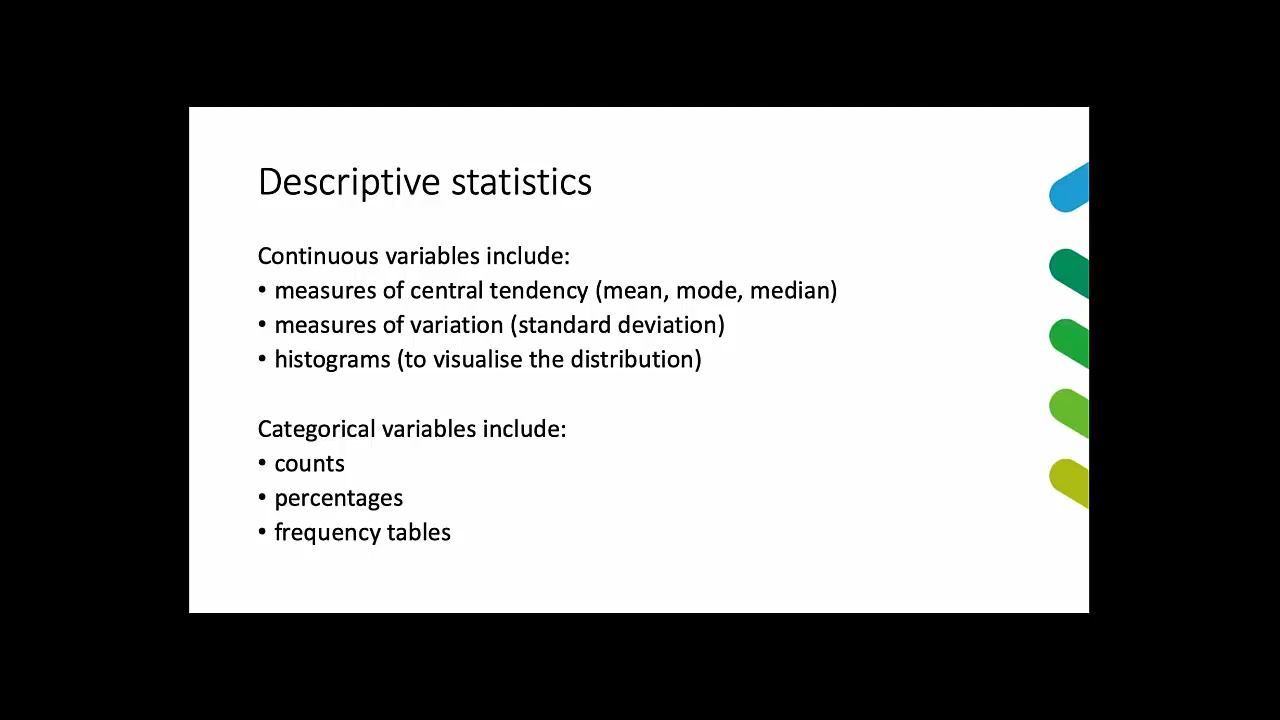 Descriptive statistics
Continuous variables include:
• measures of central tendency (mean, mode, median)
• measures of variation (standard deviation)
• histograms (to visualise the distribution)
Categorical variables include:
• counts
• percentages
• frequency tables